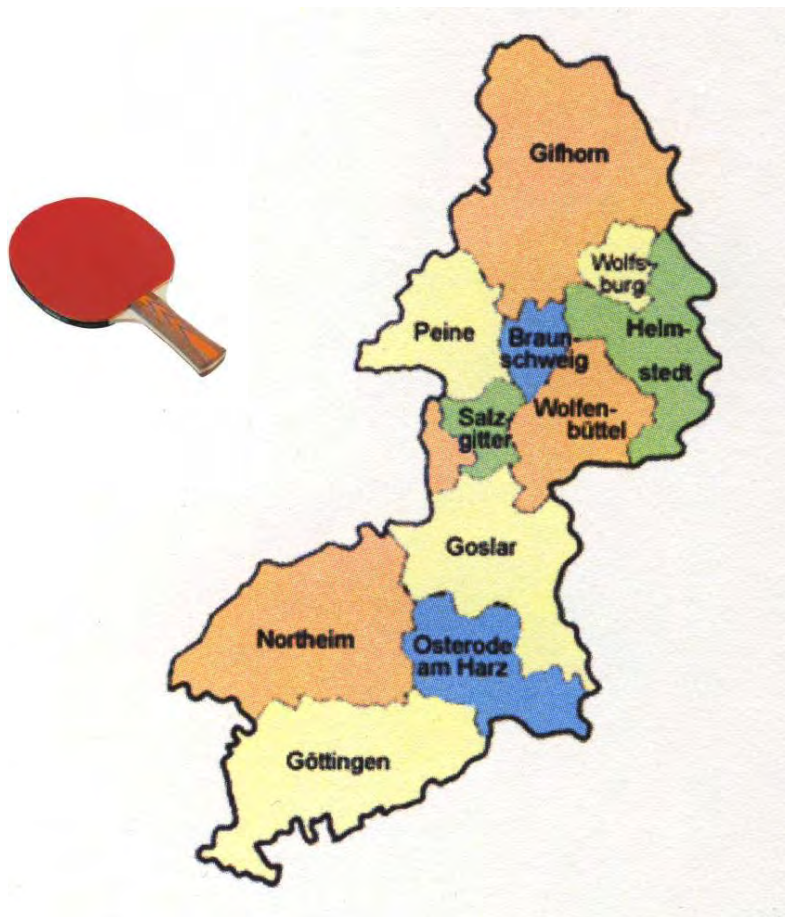 Gifhorn
Wolfs-
burg
Peine
Braun-
schweig
Helm-
stedt
Salz-
gitter
Wolfen-
büttel
Goslar
Northeim
Osterode
am Harz
Göttingen